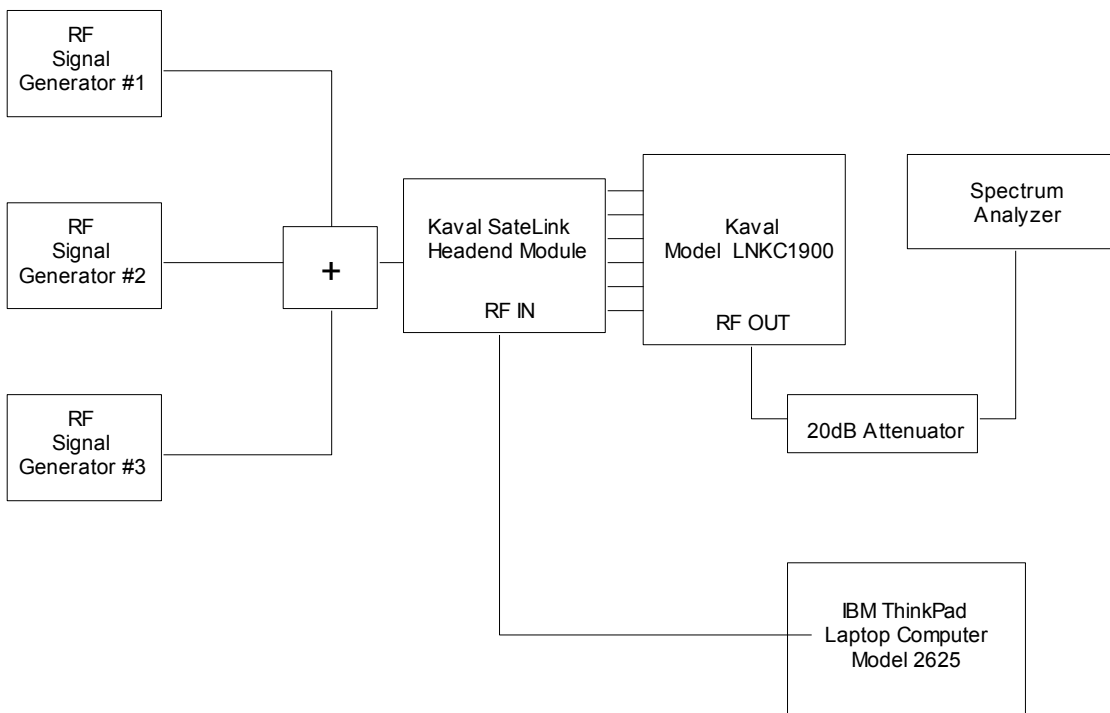 RF
Signal
Generator #1
RF
Signal
Generator #2
RF
Signal
Generator #3
+
Kaval SateLink
Headend Module
RF IN
Kaval
Model LNKC1900
RF OUT
Spectrum
Analyzer
20dB Attenuator
IBM ThinkPad
Laptop Computer
Model 2625